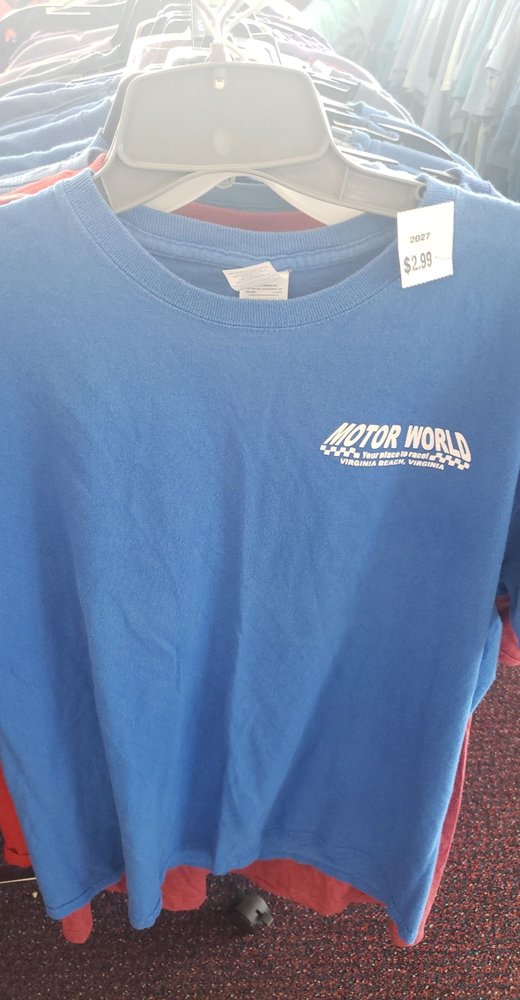 2027
$2.99
MOTOR WORLD
Your place to race!
VIRGINIA BEACH, VIRGINIA